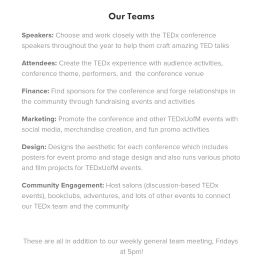 Our Teams
Speakers: Choose and work closely with the TEDx conference
speakers throughout the year to help them craft amazing TED talks
Attendees: Create the TEDx experience with audience activities,
conference theme, performers, and the conference venue
Finance: Find sponsors for the conference and forge relationships in
the community through fundraising events and activities
Marketing: Promote the conference and other TEDxUofM events with
social media, merchandise creation, and fun promo activities
Design: Designs the aesthetic for each conference which includes
posters for event promo and stage design and also runs various photo
and film projects for TEDxUofM events.
Community Engagement: Host salons (discussion-based TEDx
events), bookclubs, adventures, and lots of other events to connect
our TEDx team and the community
These are all in addition to our weekly general team meeting, Fridays
at 5pm!